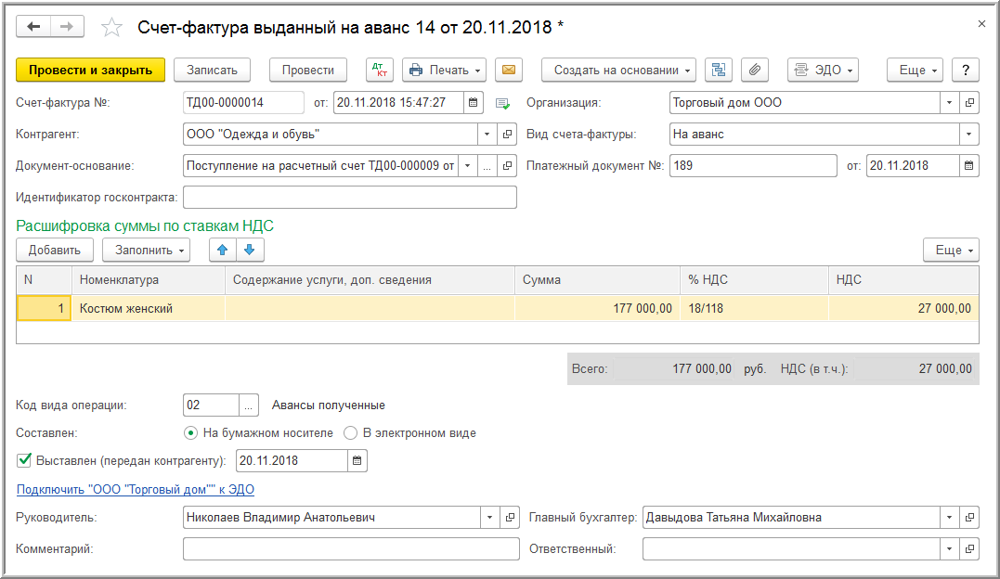 Счет-фактура выданный на аванс 14 от 20.11.2018 *
Провести и закрыть Записать Провести Дт Кт Печать Создать на основании ЭДО Еще ?
Счет-фактура №: ТД00-0000014 от: 20.11.2018 15:47:27 Организация: Торговый дом ООО
Контрагент: ООО "Одежда и обувь" Вид счета-фактуры: На аванс
Документ-основание: Поступление на расчетный счет ТД00-000009 от ... Платежный документ №: 189 от: 20.11.2018
Идентификатор госконтракта:
Расшифровка суммы по ставкам НДС
Добавить Заполнить Еще
N Номенклатура Содержание услуги, доп. сведения Сумма % НДС НДС
1 Костюм женский 177 000,00 18/118 27 000,00
Всего: 177 000,00 руб. НДС (в т.ч.): 27 000,00
Код вида операции: 02 ... Авансы полученные
Составлен: На бумажном носителе В электронном виде
Выставлен (передан контрагенту): 20.11.2018
Подключить "ООО "Торговый дом"" к ЭДО
Руководитель: Николаев Владимир Анатольевич Главный бухгалтер: Давыдова Татьяна Михайловна
Комментарий: Ответственный: